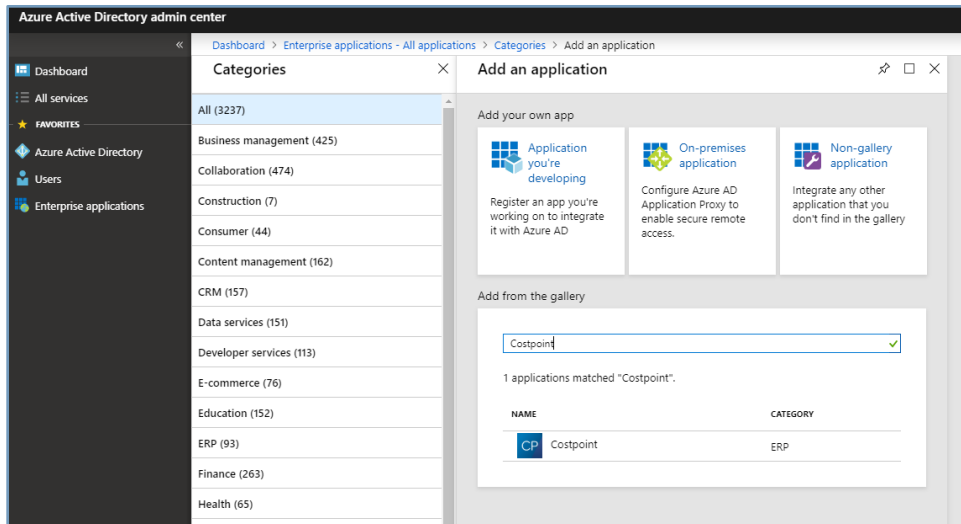 Azure Active Directory admin center
«
Dashboard > Enterprise applications - All applications > Categories > Add an application
Dashboard
All services
FAVORITES
Azure Active Directory
Users
Enterprise applications
Categories
All (3237)
Business management (425)
Collaboration (474)
Construction (7)
Consumer (44)
Content management (162)
CRM (157)
Data services (151)
Developer services (113)
E-commerce (76)
Education (152)
ERP (93)
Finance (263)
Health (65)
Add an application
Add your own app
Application
you're
developing
Register an app you're
working on to integrate
it with Azure AD
On-premises
application
Configure Azure AD
Application Proxy to
enable secure remote
access.
Non-gallery
application
Integrate any other
application that you
don't find in the gallery
Add from the gallery
Costpoint
1 applications matched "Costpoint".
NAME CATEGORY
CP Costpoint ERP